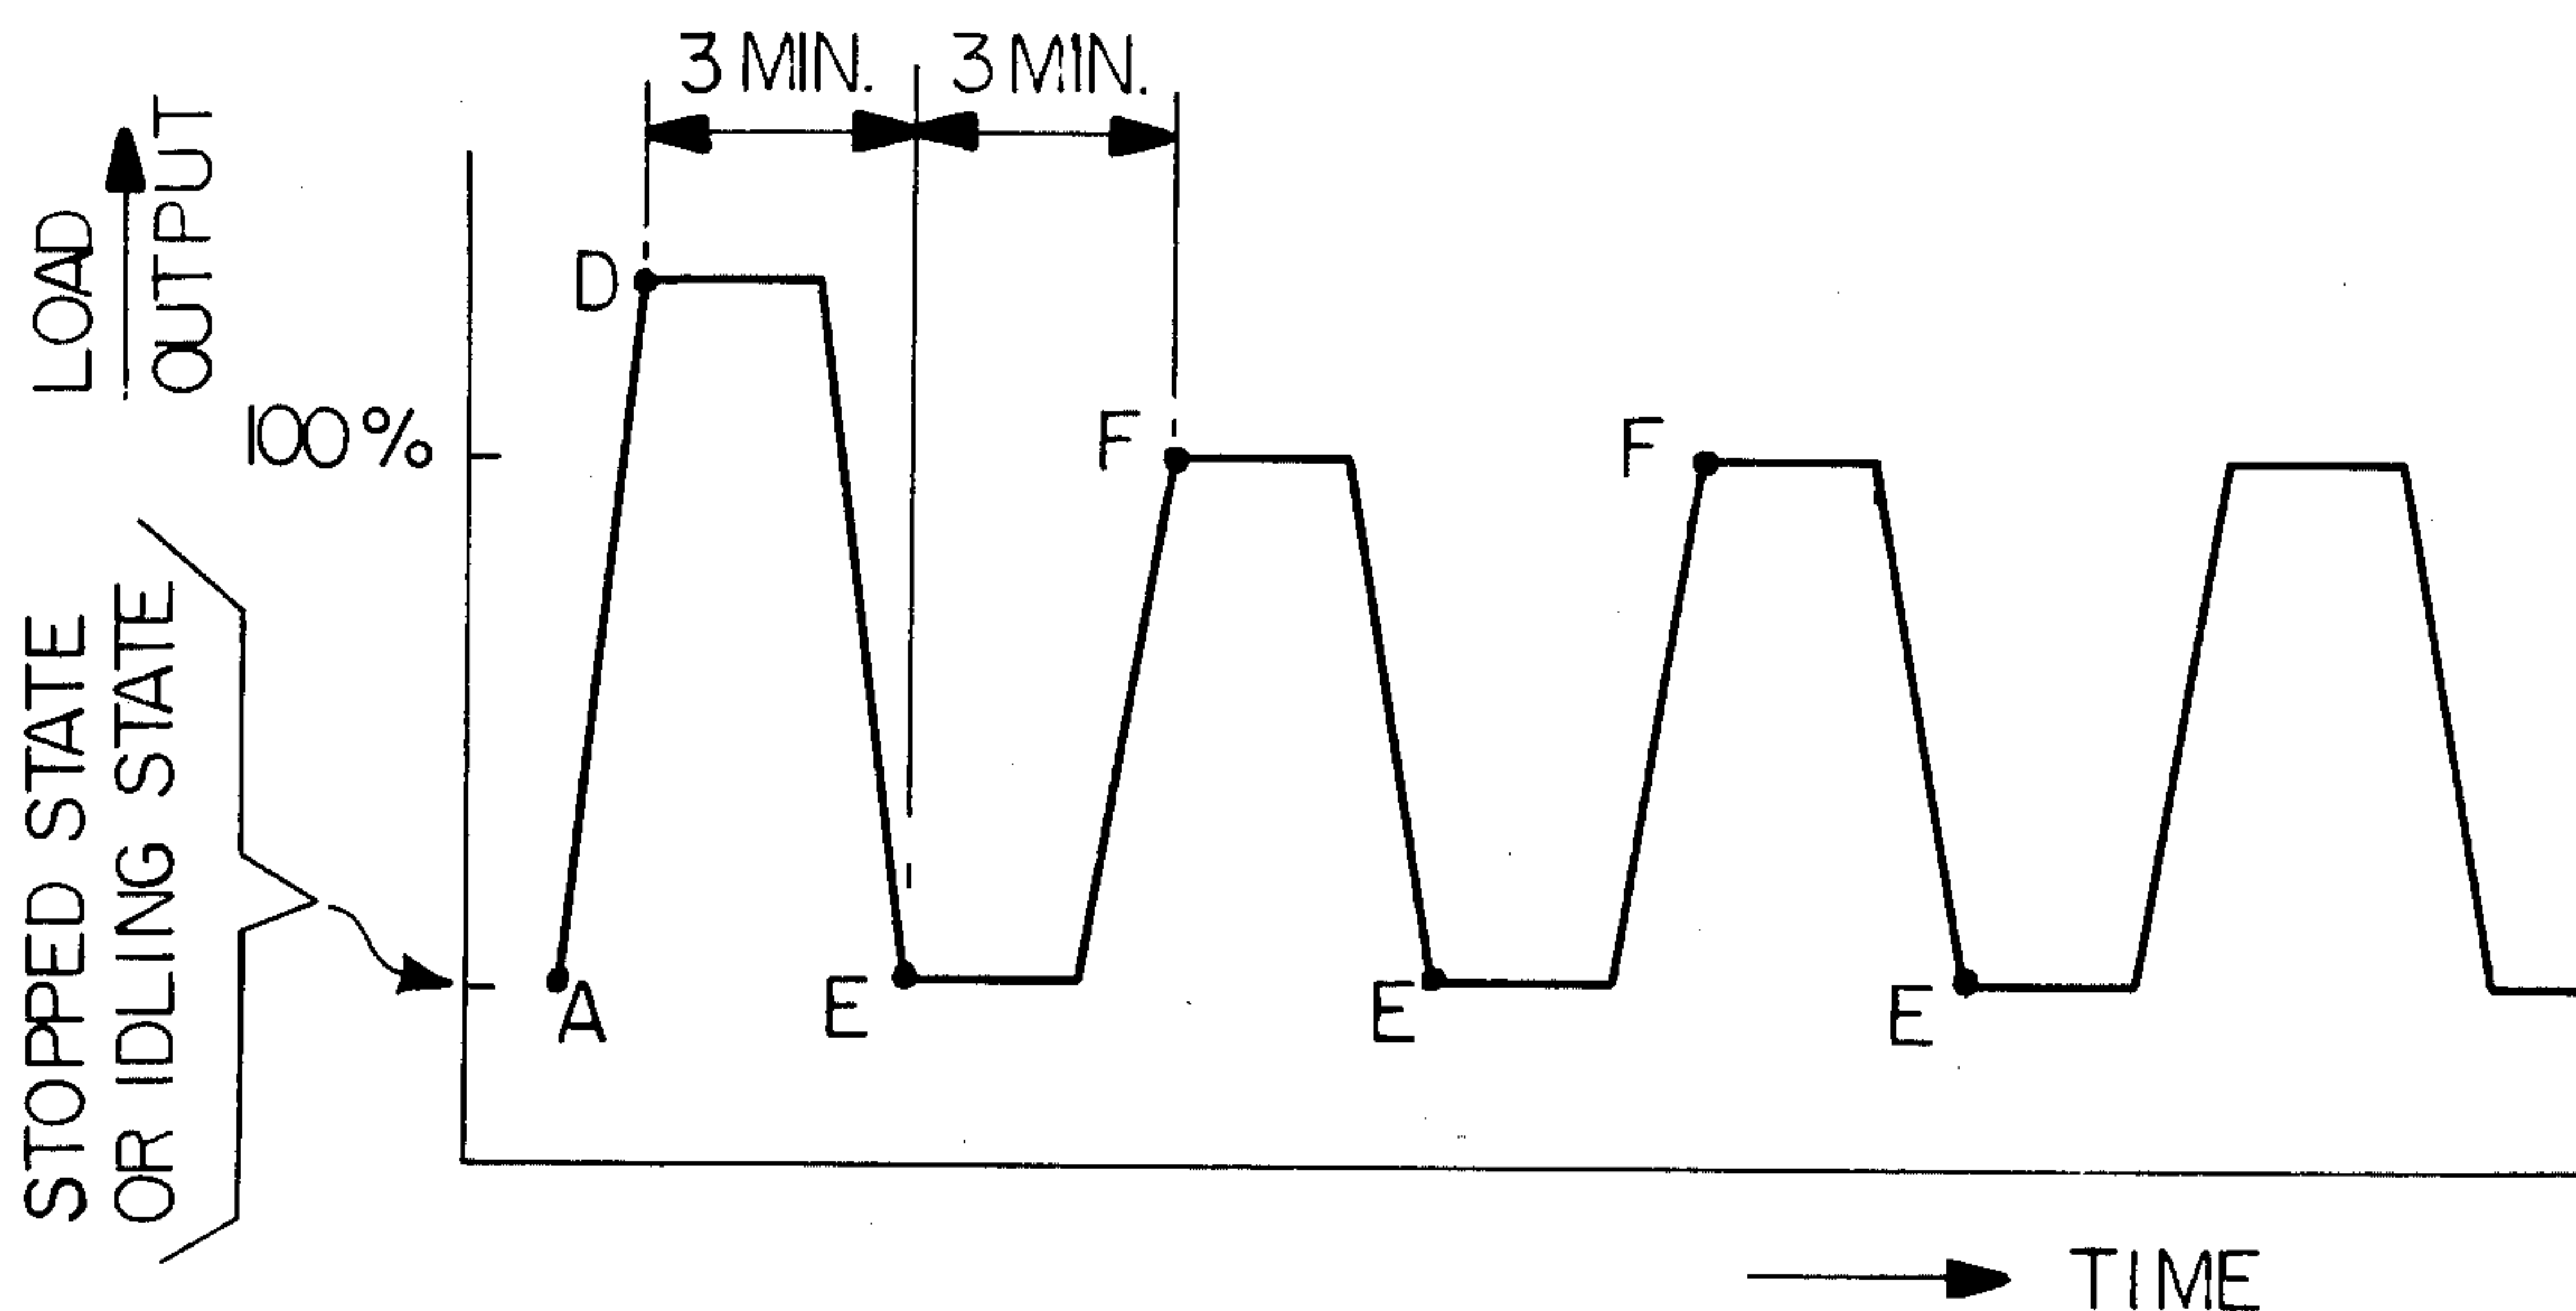 3 MIN.
3 MIN.
LOAD
OUTPUT
D
100%
F
F
STOPPED STATE
OR IDLING STATE
A
E
E
E
TIME